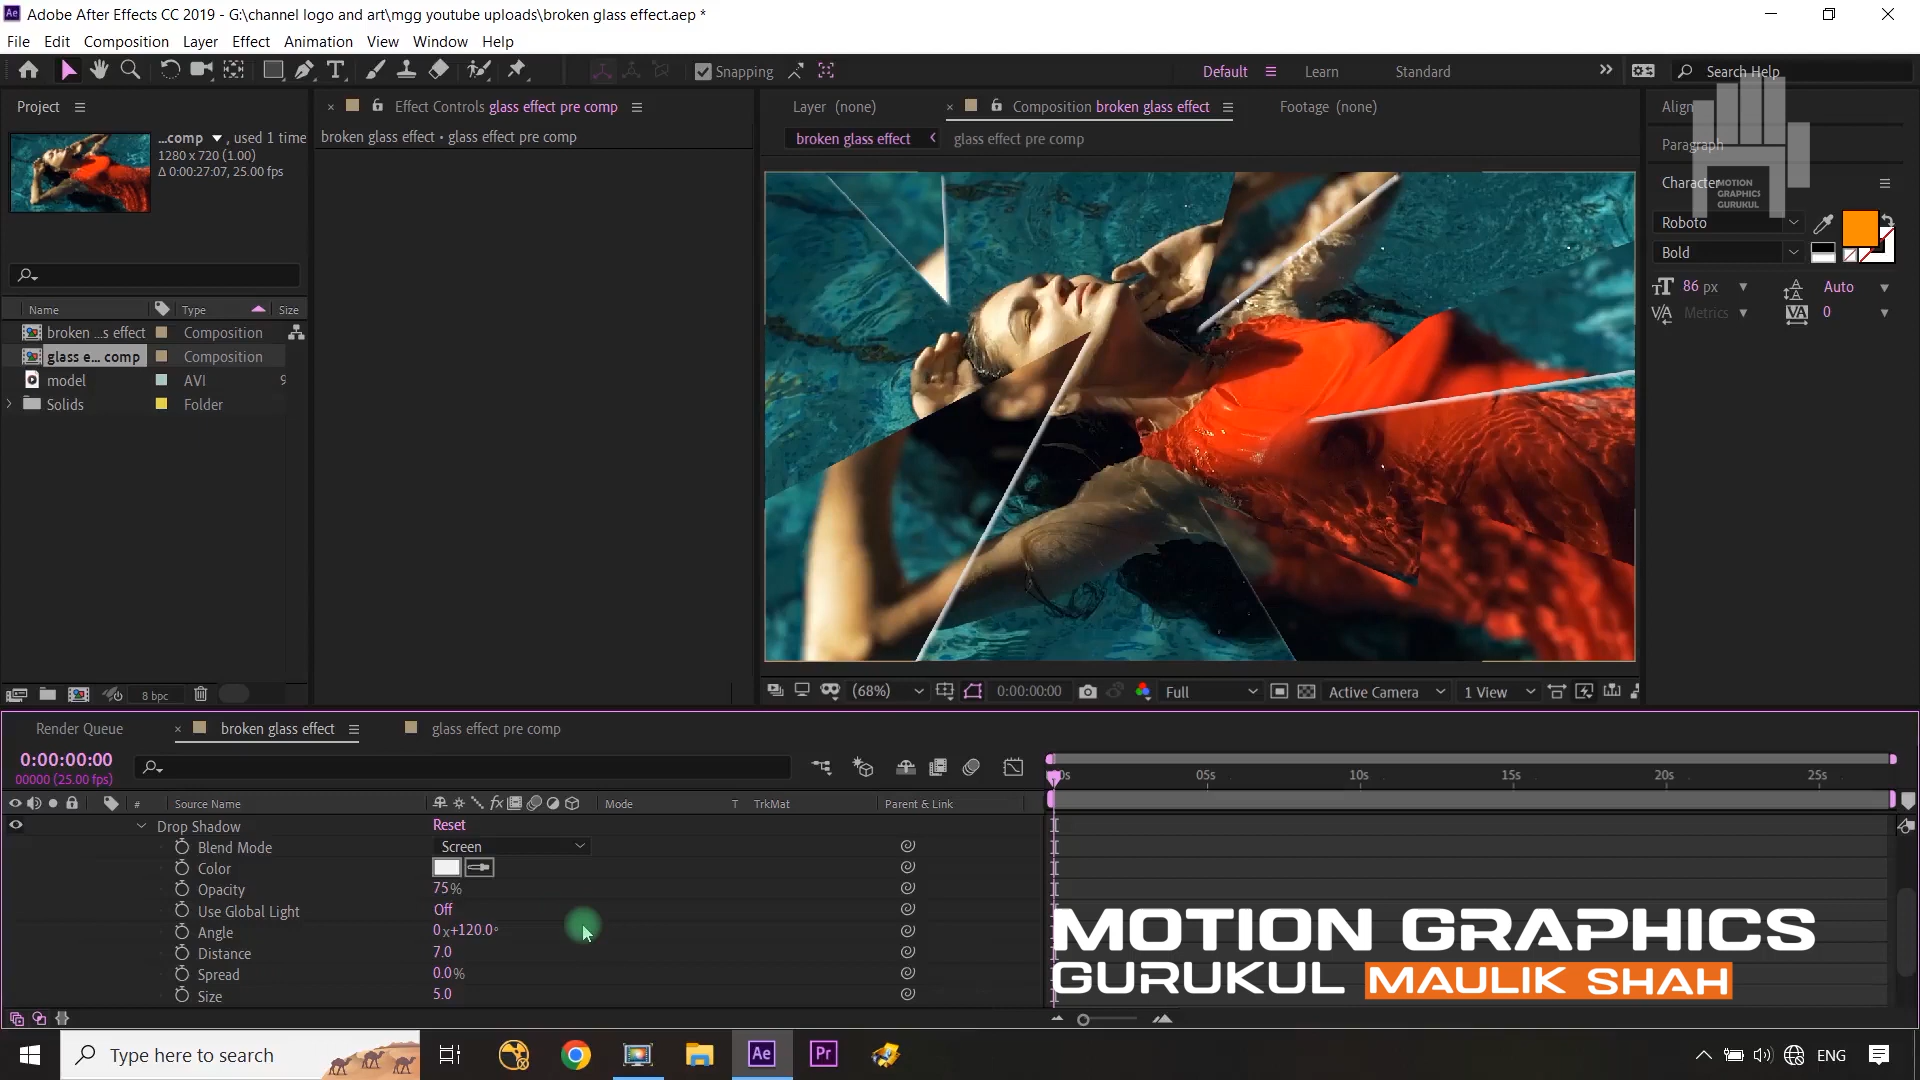 Adobe After Effects CC 2019 - G:\channel logo and art\mgg youtube uploads\broken glass effect.aep *
File Edit Composition Layer Effect Animation View Window Help
Snapping
Default Learn Standard
Search Help
Project
Effect Controls glass effect pre comp
Layer (none)
Composition broken glass effect
Footage (none)
Align
...comp , used 1 time
1280 x 720 (1.00)
Δ 0:00:27:07, 25.00 fps
broken glass effect • glass effect pre comp
broken glass effect
glass effect pre comp
Paragraph
Character
MOTION
GRAPHICS
GURUKUL
Roboto
Bold
86 px
Auto
Metrics
0
Name Type Size
broken ...s effect Composition
glass e... comp Composition
model AVI 9
Solids Folder
8 bpc
(68%)
0:00:00:00
Full
Active Camera
1 View
Render Queue
broken glass effect
glass effect pre comp
0:00:00:00
00000 (25.00 fps)
05s 10s 15s 20s 25s
# Source Name fx Mode T TrkMat Parent & Link
Drop Shadow Reset
Blend Mode Screen
Color
Opacity 75%
Use Global Light Off
Angle 0x+120.0°
Distance 7.0
Spread 0.0%
Size 5.0
MOTION GRAPHICS
GURUKUL MAULIK SHAH
Type here to search
Ae
Pr
ENG